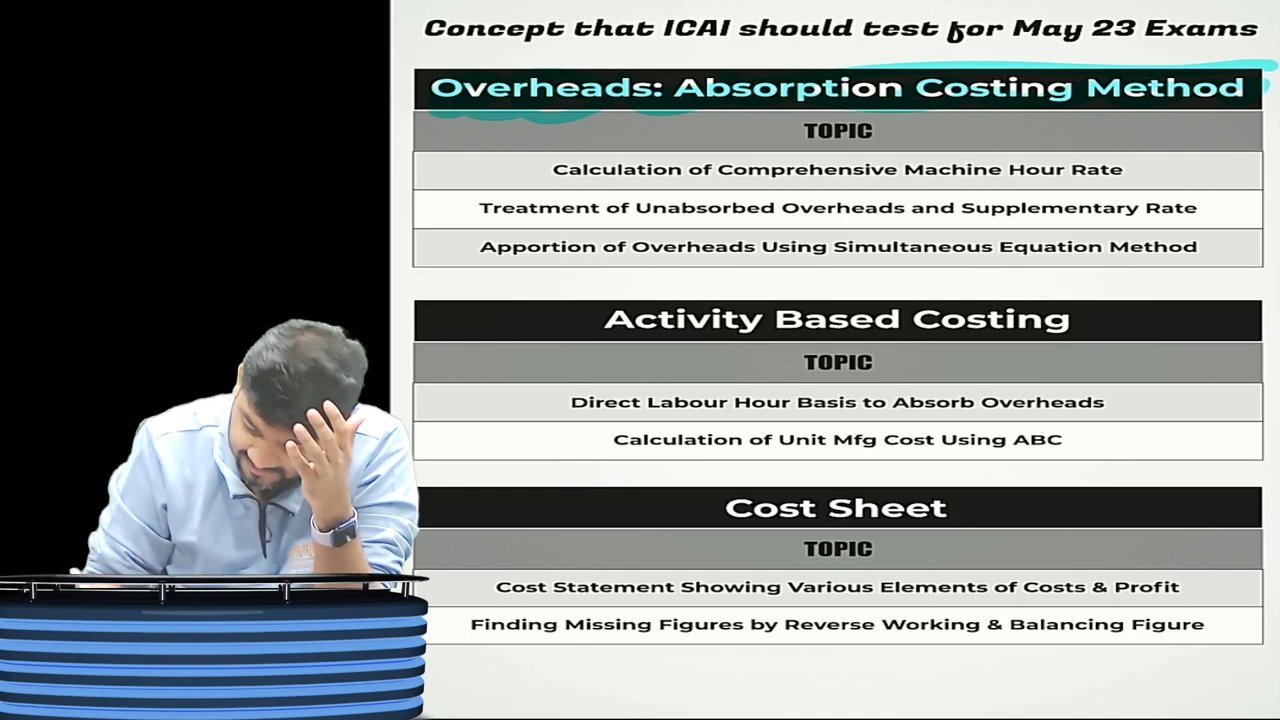 Concept that ICAI should test for May 23 Exams
Overheads: Absorption Costing Method
TOPIC
Calculation of Comprehensive Machine Hour Rate
Treatment of Unabsorbed Overheads and Supplementary Rate
Apportion of Overheads Using Simultaneous Equation Method
Activity Based Costing
TOPIC
Direct Labour Hour Basis to Absorb Overheads
Calculation of Unit Mfg Cost Using ABC
Cost Sheet
TOPIC
Cost Statement Showing Various Elements of Costs & Profit
Finding Missing Figures by Reverse Working & Balancing Figure